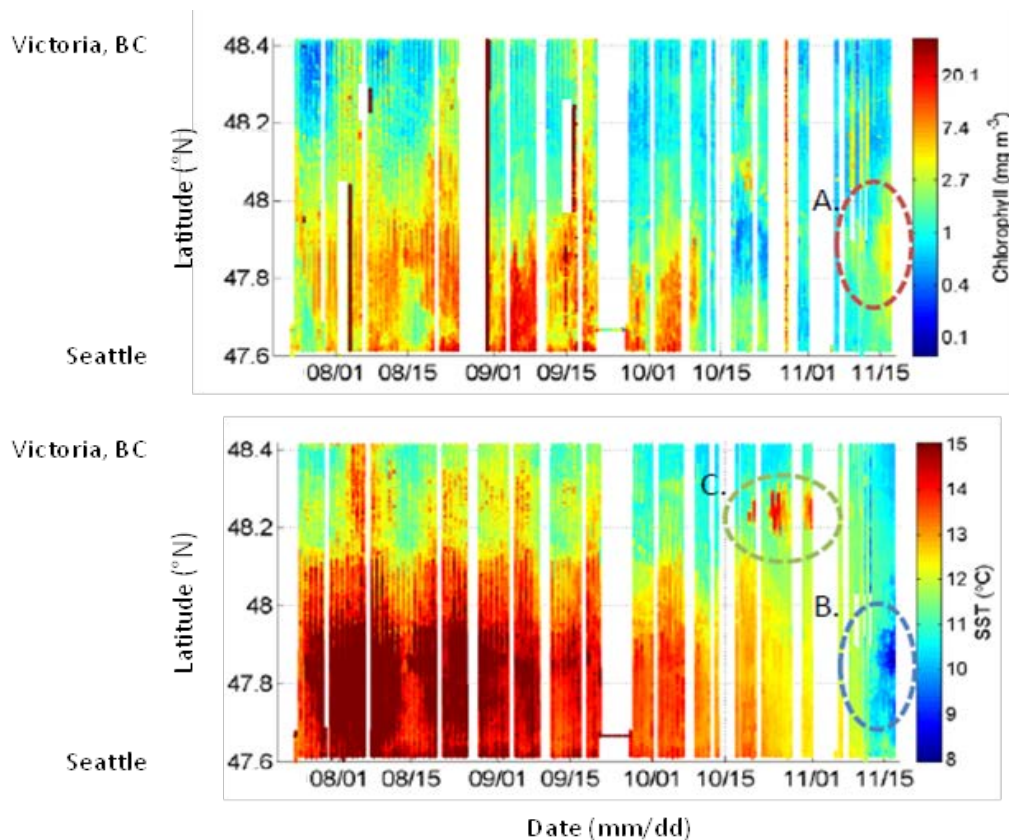 Victoria, BC
48.4
48.2
48
47.8
47.6
Latitude (°N)
Seattle
A.
08/01 08/15 09/01 09/15 10/01 10/15 11/01 11/15
20.1
7.4
2.7
1
0.4
0.1
Chlorophyll (mg m⁻³)
Victoria, BC
48.4
48.2
48
47.8
47.6
Latitude (°N)
Seattle
C.
B.
08/01 08/15 09/01 09/15 10/01 10/15 11/01 11/15
15
14
13
12
11
10
9
8
SST (°C)
Date (mm/dd)